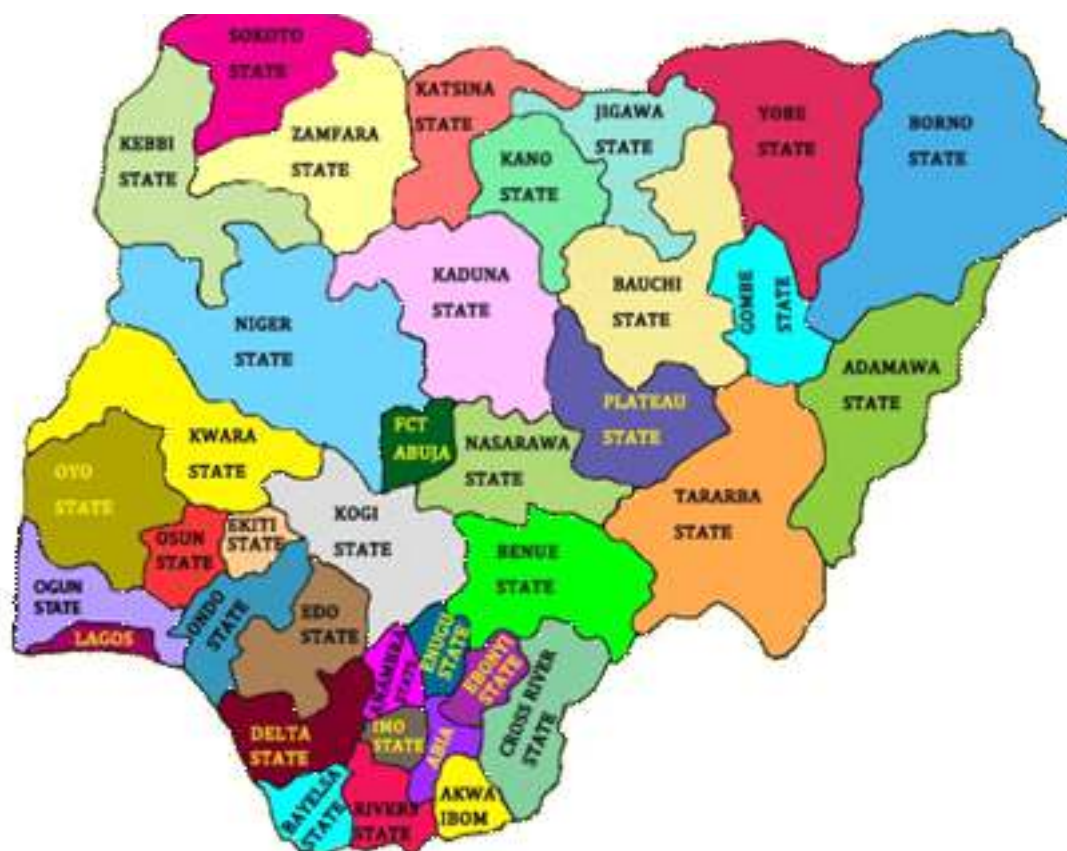 SOKOTO
STATE
KATSINA
STATE
JIGAWA
STATE
YOBE
STATE
BORNO
STATE
KEBBI
STATE
ZAMFARA
STATE
KANO
STATE
KADUNA
STATE
BAUCHI
STATE
GOMBE
STATE
NIGER
STATE
ADAMAWA
STATE
PLATEAU
STATE
FCT
ABUJA
NASARAWA
STATE
KWARA
STATE
OYO
STATE
TARARBA
STATE
KOGI
STATE
OSUN
STATE
EKITI
STATE
BENUE
STATE
OGUN
STATE
LAGOS
ONDO
STATE
EDO
STATE
ENUGU
STATE
EBONYI
STATE
ANAMBRA
STATE
CROSS RIVER
STATE
DELTA
STATE
IMO
STATE
ABIA
BAYELSA
STATE
RIVERS
STATE
AKWA
IBOM